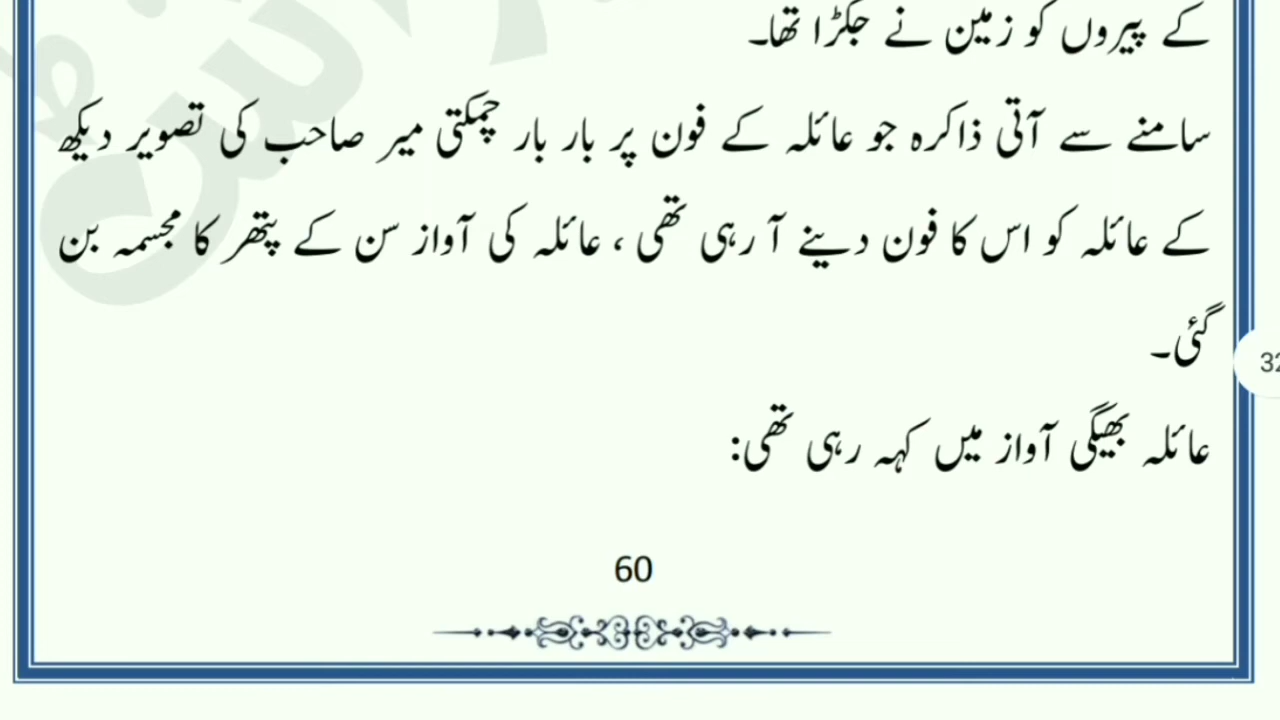 کے پیروں کو زمین نے جکڑا تھا۔
سامنے سے آتی ذاکرہ جو عائلہ کے فون پر بار بار چمکتی میر صاحب کی تصویر دیکھ
کے عائلہ کو اس کا فون دینے آ رہی تھی ، عائلہ کی آواز سن کے پتھر کا مجسمہ بن
گئی۔
عائلہ بھیگی آواز میں کہہ رہی تھی:
60